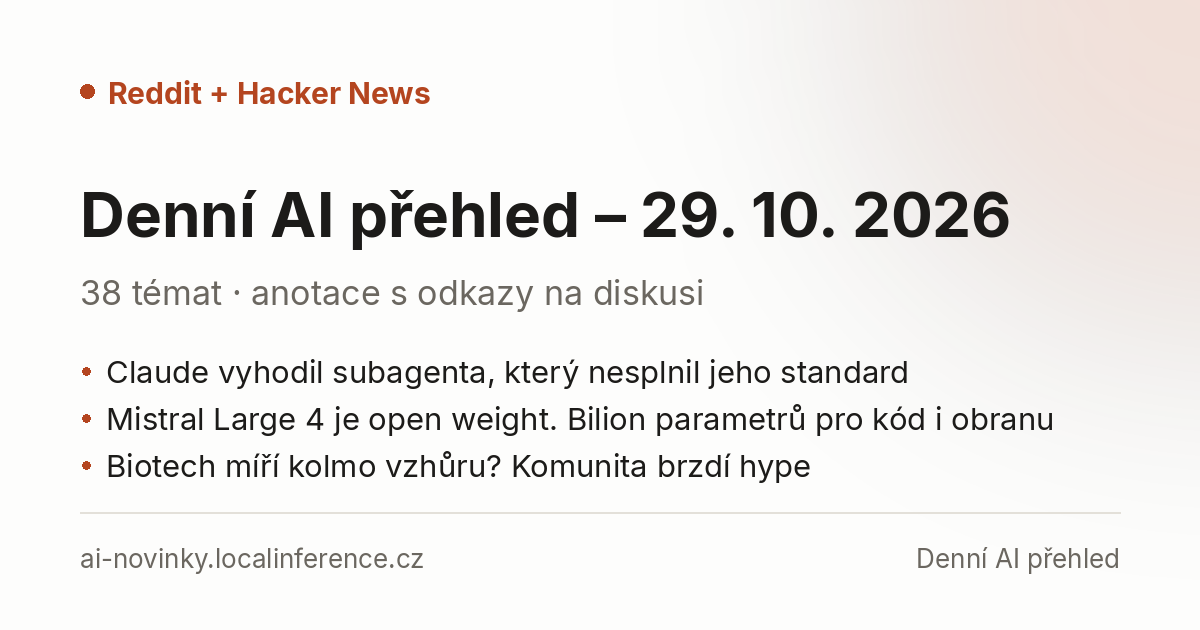 Reddit + Hacker News
Denní AI přehled – 29. 10. 2026
38 témat · anotace s odkazy na diskusi
• Claude vyhodil subagenta, který nesplnil jeho standard
• Mistral Large 4 je open weight. Bilion parametrů pro kód i obranu
• Biotech míří kolmo vzhůru? Komunita brzdí hype
ai-novinky.localinference.cz
Denní AI přehled